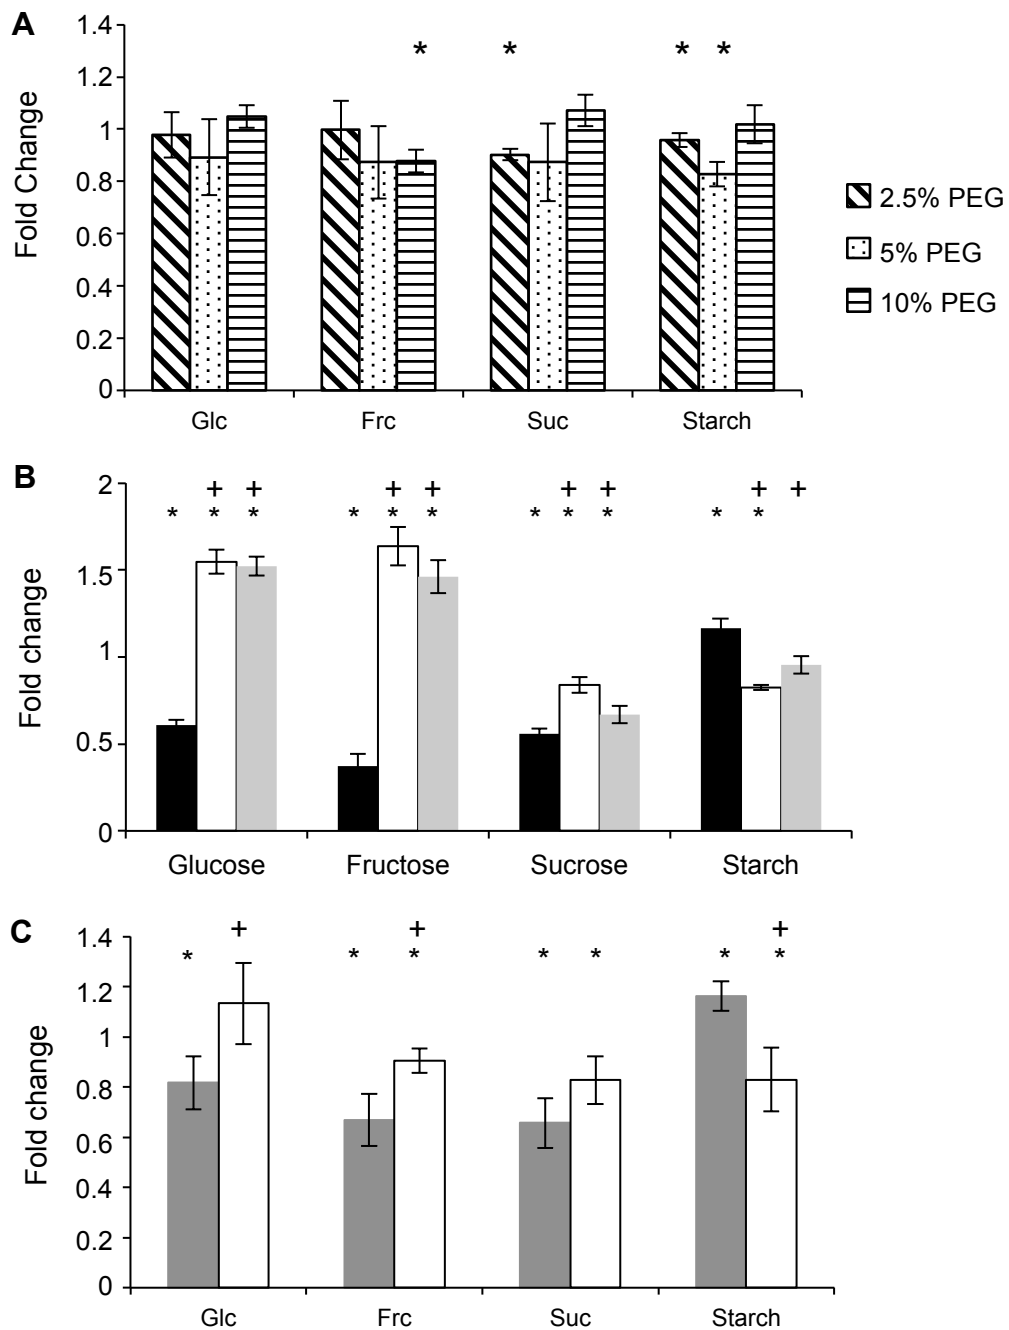 A
1.4
1.2
1
0.8
0.6
0.4
0.2
0
Fold Change
* * * *
Glc Frc Suc Starch
2.5% PEG
5% PEG
10% PEG
B
2
1.5
1
0.5
0
Fold change
+ + + + + + + +
* * * * * * * * * * *
Glucose Fructose Sucrose Starch
C
1.4
1.2
1
0.8
0.6
0.4
0.2
0
Fold change
+ + +
* * * * * * *
Glc Frc Suc Starch